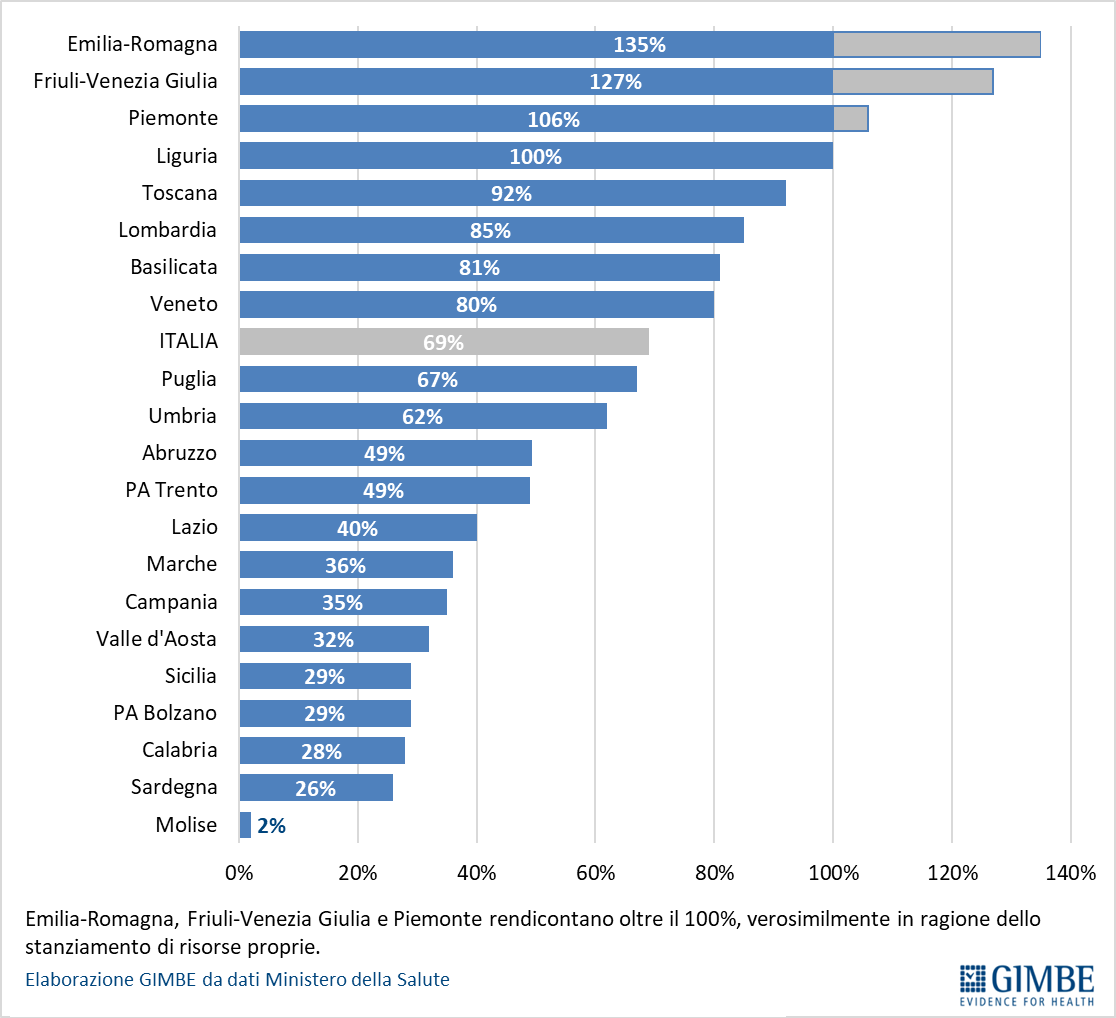 Emilia-Romagna 135%
Friuli-Venezia Giulia 127%
Piemonte 106%
Liguria 100%
Toscana 92%
Lombardia 85%
Basilicata 81%
Veneto 80%
ITALIA 69%
Puglia 67%
Umbria 62%
Abruzzo 49%
PA Trento 49%
Lazio 40%
Marche 36%
Campania 35%
Valle d'Aosta 32%
Sicilia 29%
PA Bolzano 29%
Calabria 28%
Sardegna 26%
Molise 2%
0% 20% 40% 60% 80% 100% 120% 140%
Emilia-Romagna, Friuli-Venezia Giulia e Piemonte rendicontano oltre il 100%, verosimilmente in ragione dello
stanziamento di risorse proprie.
Elaborazione GIMBE da dati Ministero della Salute
GIMBE
EVIDENCE FOR HEALTH